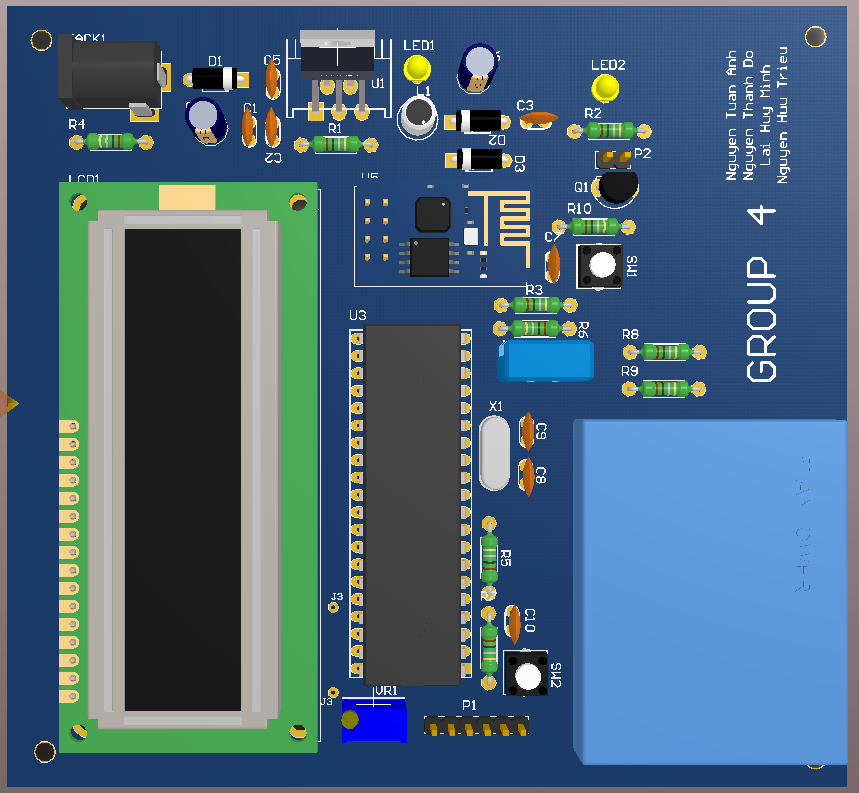 JACK1
D1
C5
U1
LED1
LED2
L1
C3
R2
R4
C1
C2
R1
D2
D3
P2
Q1
R10
C7
SW1
LCD1
U5
R3
R6
U3
R8
R9
X1
C9
C8
R5
C10
SW2
J3
J3
VR1
P1
Nguyen Tuan Anh
Nguyen Thanh Do
Lai Huy Minh
Nguyen Huu Trieu
GROUP 4